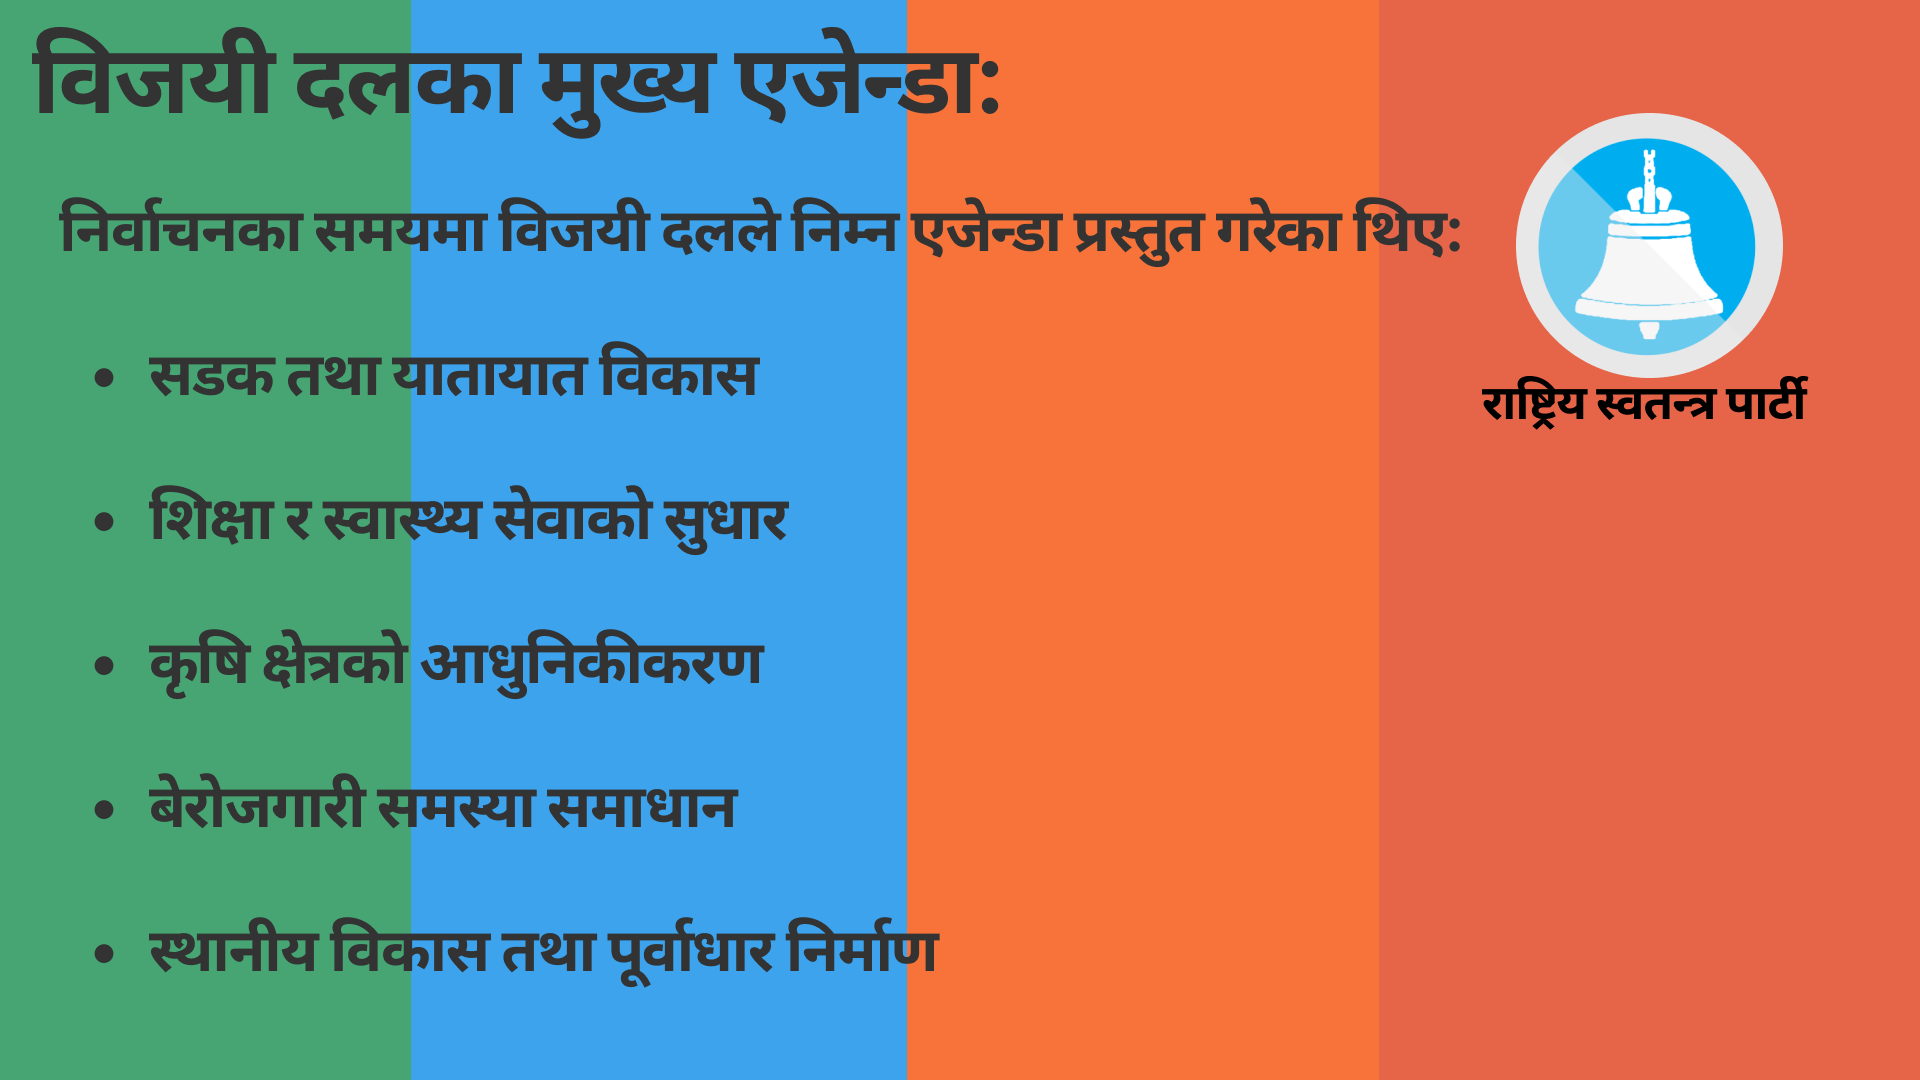 विजयी दलका मुख्य एजेन्डा:
निर्वाचनका समयमा विजयी दलले निम्न एजेन्डा प्रस्तुत गरेका थिए:
• सडक तथा यातायात विकास
राष्ट्रिय स्वतन्त्र पार्टी
• शिक्षा र स्वास्थ्य सेवाको सुधार
• कृषि क्षेत्रको आधुनिकीकरण
• बेरोजगारी समस्या समाधान
• स्थानीय विकास तथा पूर्वाधार निर्माण